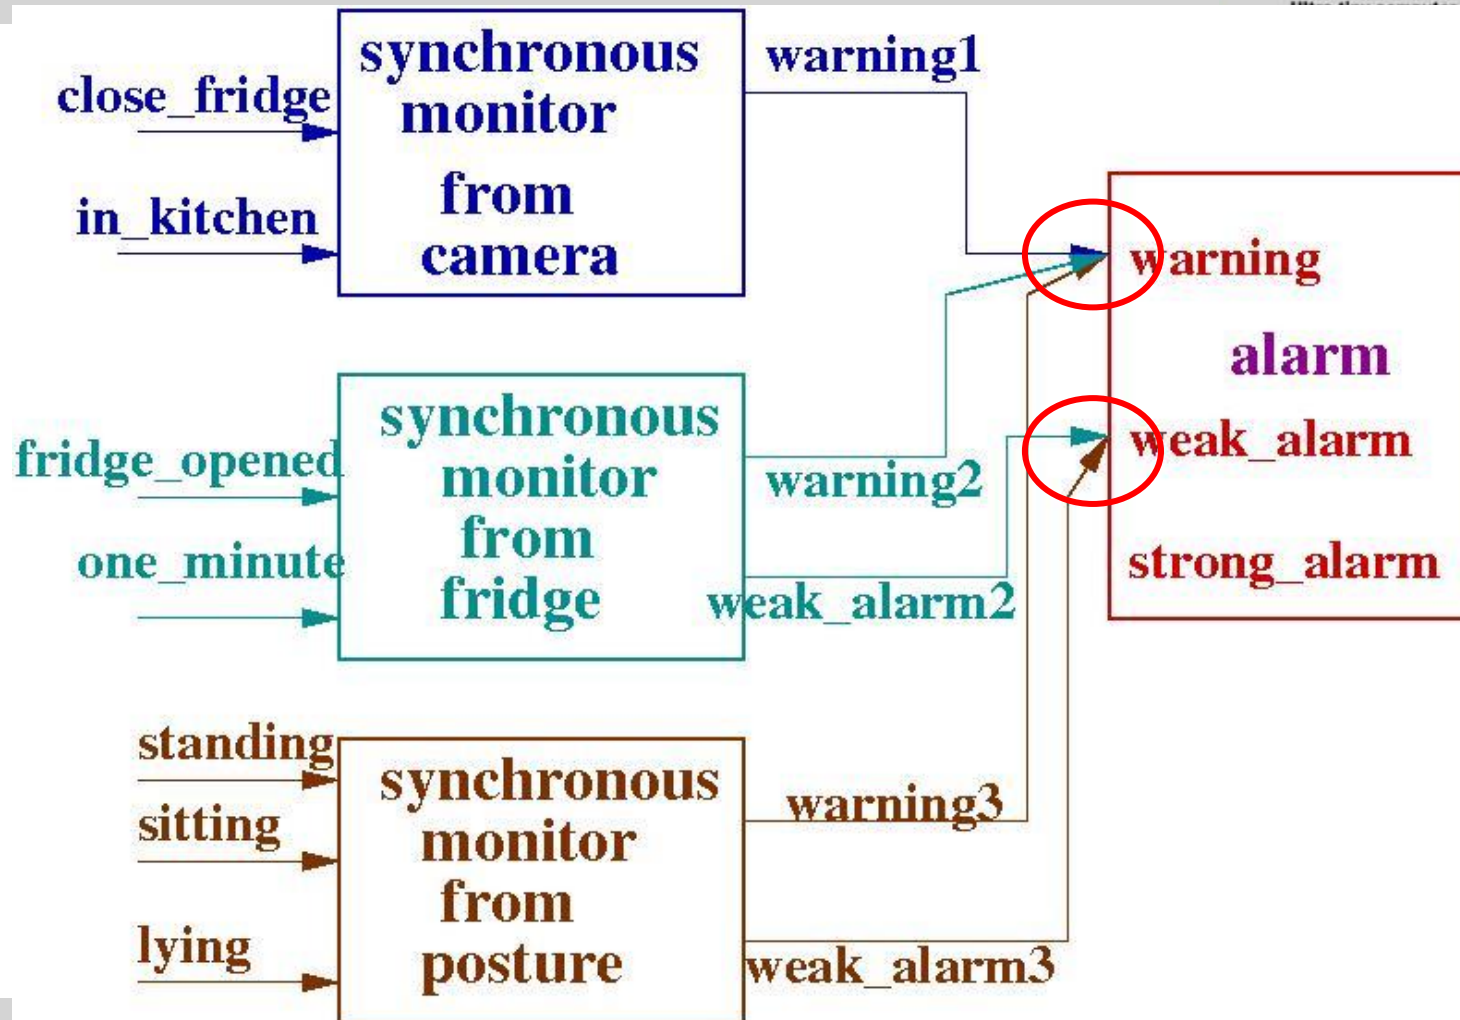 close_fridge
in_kitchen
synchronous
monitor
from
camera
warning1
fridge_opened
one_minute
synchronous
monitor
from
fridge
warning2
weak_alarm2
standing
sitting
lying
synchronous
monitor
from
posture
warning3
weak_alarm3
warning
alarm
weak_alarm
strong_alarm